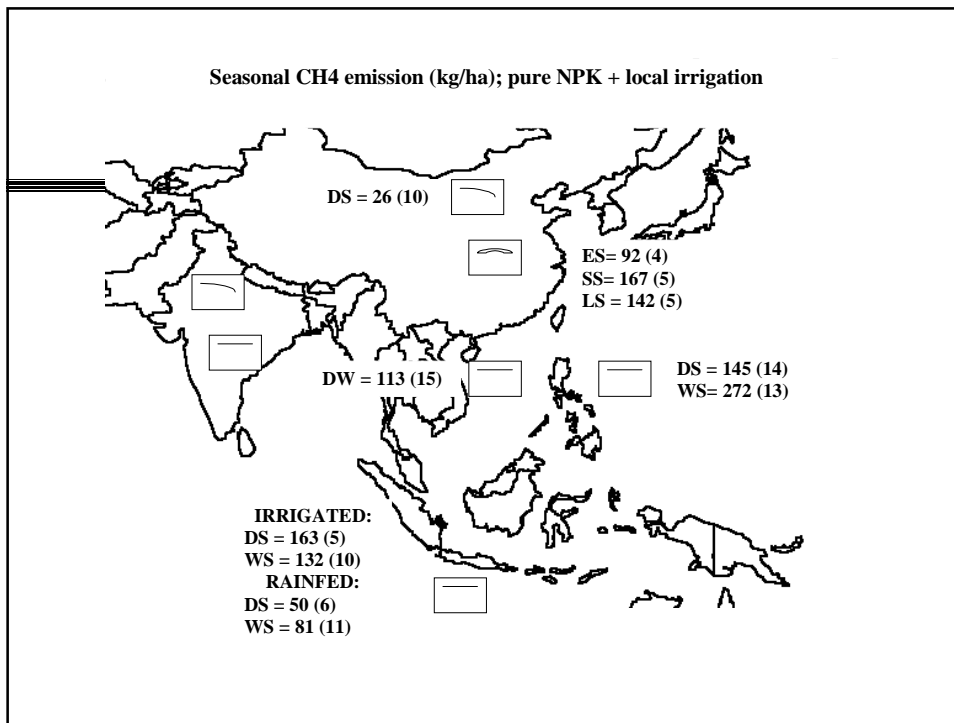 Seasonal CH4 emission (kg/ha); pure NPK + local irrigation
DS = 26 (10)
ES= 92 (4)
SS= 167 (5)
LS = 142 (5)
DW = 113 (15)
DS = 145 (14)
WS= 272 (13)
IRRIGATED:
DS = 163 (5)
WS = 132 (10)
RAINFED:
DS = 50 (6)
WS = 81 (11)